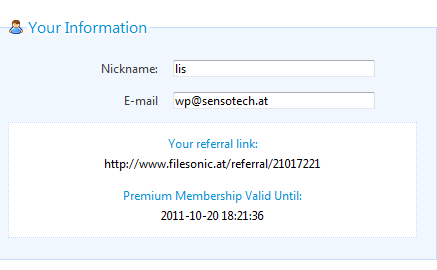 Your Information
Nickname: lis
E-mail wp@sensotech.at
Your referral link:
http://www.filesonic.at/referral/21017221
Premium Membership Valid Until:
2011-10-20 18:21:36